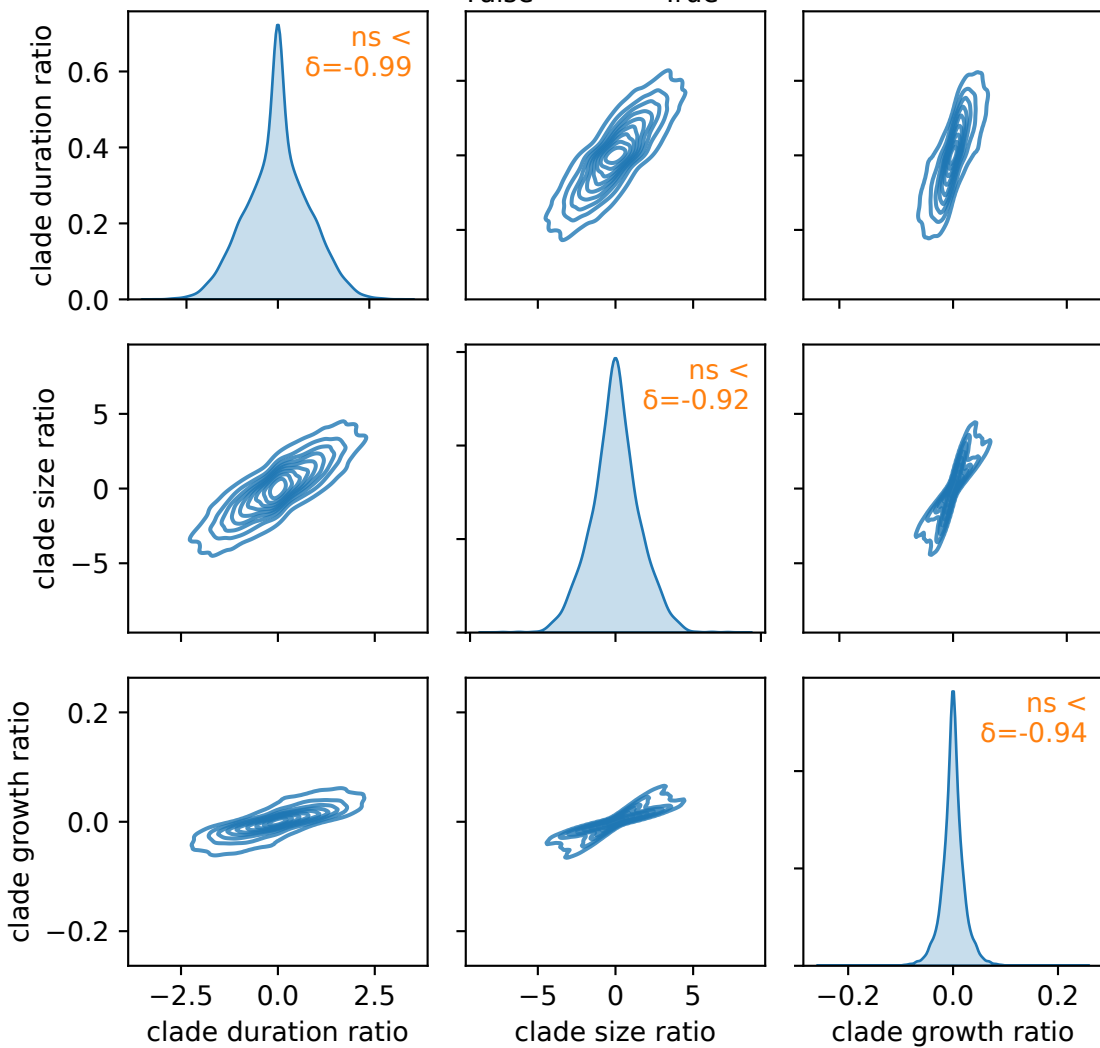 clade duration ratio
0.6
0.4
0.2
0.0
ns <
δ=-0.99
clade size ratio
5
0
−5
ns <
δ=-0.92
clade growth ratio
0.2
0.0
−0.2
ns <
δ=-0.94
−2.5 0.0 2.5
clade duration ratio
−5 0 5
clade size ratio
−0.2 0.0 0.2
clade growth ratio